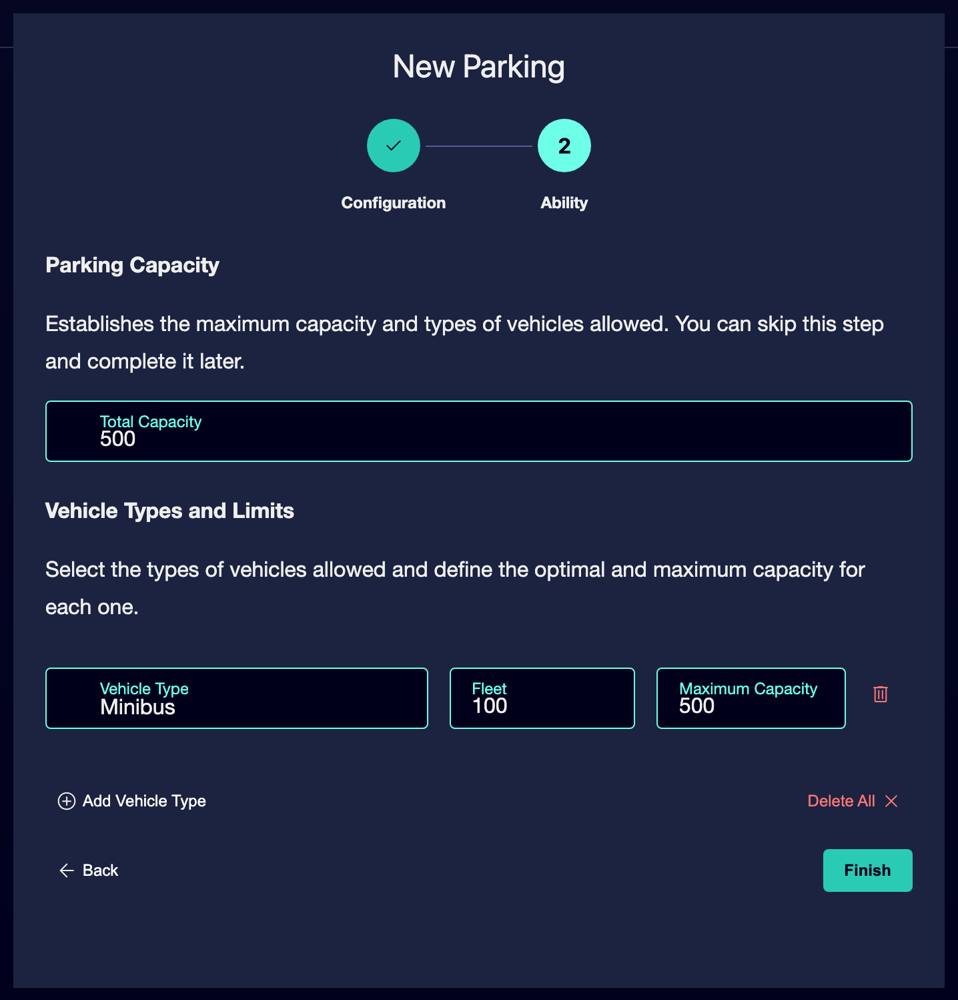 New Parking
2
Configuration
Ability
Parking Capacity
Establishes the maximum capacity and types of vehicles allowed. You can skip this step
and complete it later.
Total Capacity
500
Vehicle Types and Limits
Select the types of vehicles allowed and define the optimal and maximum capacity for
each one.
Vehicle Type
Minibus
Fleet
100
Maximum Capacity
500
Add Vehicle Type
Delete All
Back
Finish